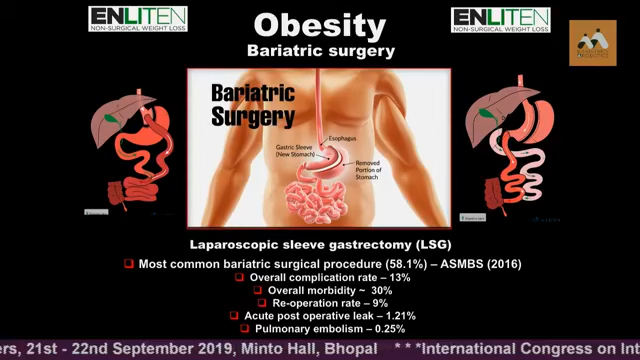 ENLITEN
NON-SURGICAL WEIGHT LOSS
Obesity
Bariatric surgery
ENLITEN
NON-SURGICAL WEIGHT LOSS
Bariatric
Surgery
Esophagus
Gastric Sleeve
(New Stomach)
Removed
Portion of
Stomach
Laparoscopic sleeve gastrectomy (LSG)
Most common bariatric surgical procedure (58.1%) – ASMBS (2016)
Overall complication rate – 13%
Overall morbidity ~ 30%
Re-operation rate – 9%
Acute post operative leak – 1.21%
Pulmonary embolism – 0.25%
ers, 21st - 22nd September 2019, Minto Hall, Bhopal * * *International Congress on Int